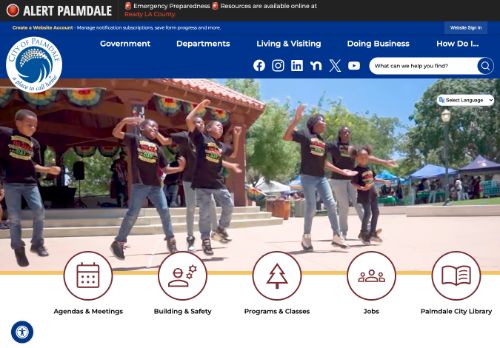 ALERT PALMDALE
🚨 Emergency Preparedness 🚨 Resources are available online at
Ready LA County.
Create a Website Account - Manage notification subscriptions, save form progress and more.
Website Sign In
CITY OF PALMDALE
a place to call home
Government
Departments
Living & Visiting
Doing Business
How Do I...
What can we help you find?
Select Language
Agendas & Meetings
Building & Safety
Programs & Classes
Jobs
Palmdale City Library